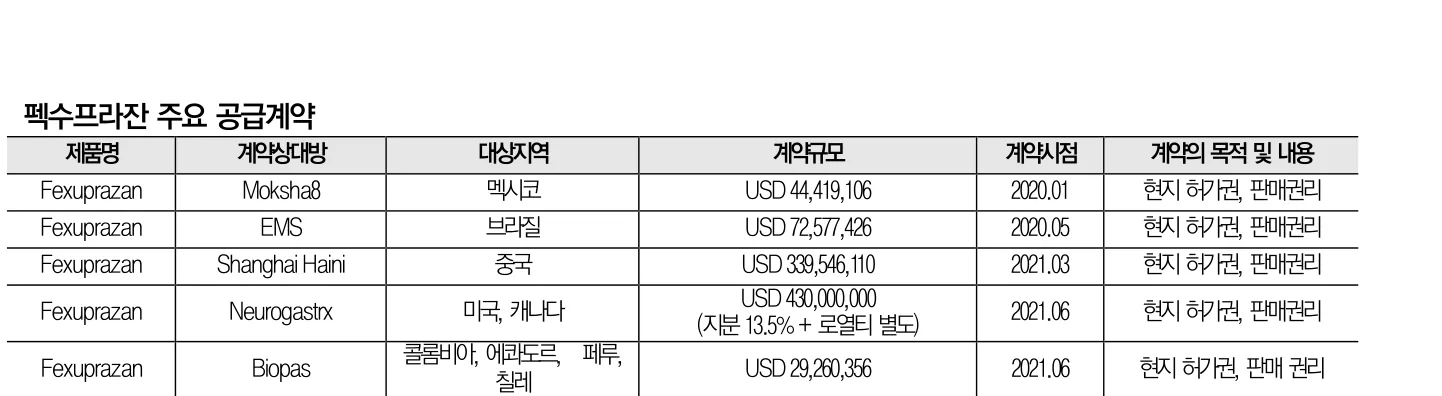 펙수프라잔 주요 공급계약
제품명 계약상대방 대상지역 계약규모 계약시점 계약의 목적 및 내용
Fexuprazan Moksha8 멕시코 USD 44,419,106 2020.01 현지 허가권, 판매권리
Fexuprazan EMS 브라질 USD 72,577,426 2020.05 현지 허가권, 판매권리
Fexuprazan Shanghai Haini 중국 USD 339,546,110 2021.03 현지 허가권, 판매권리
Fexuprazan Neurogastrx 미국, 캐나다 USD 430,000,000 2021.06 현지 허가권, 판매권리
(지분 13.5% + 로열티 별도)
Fexuprazan Biopas 콜롬비아, 에콰도르, 페루, USD 29,260,356 2021.06 현지 허가권, 판매 권리
칠레